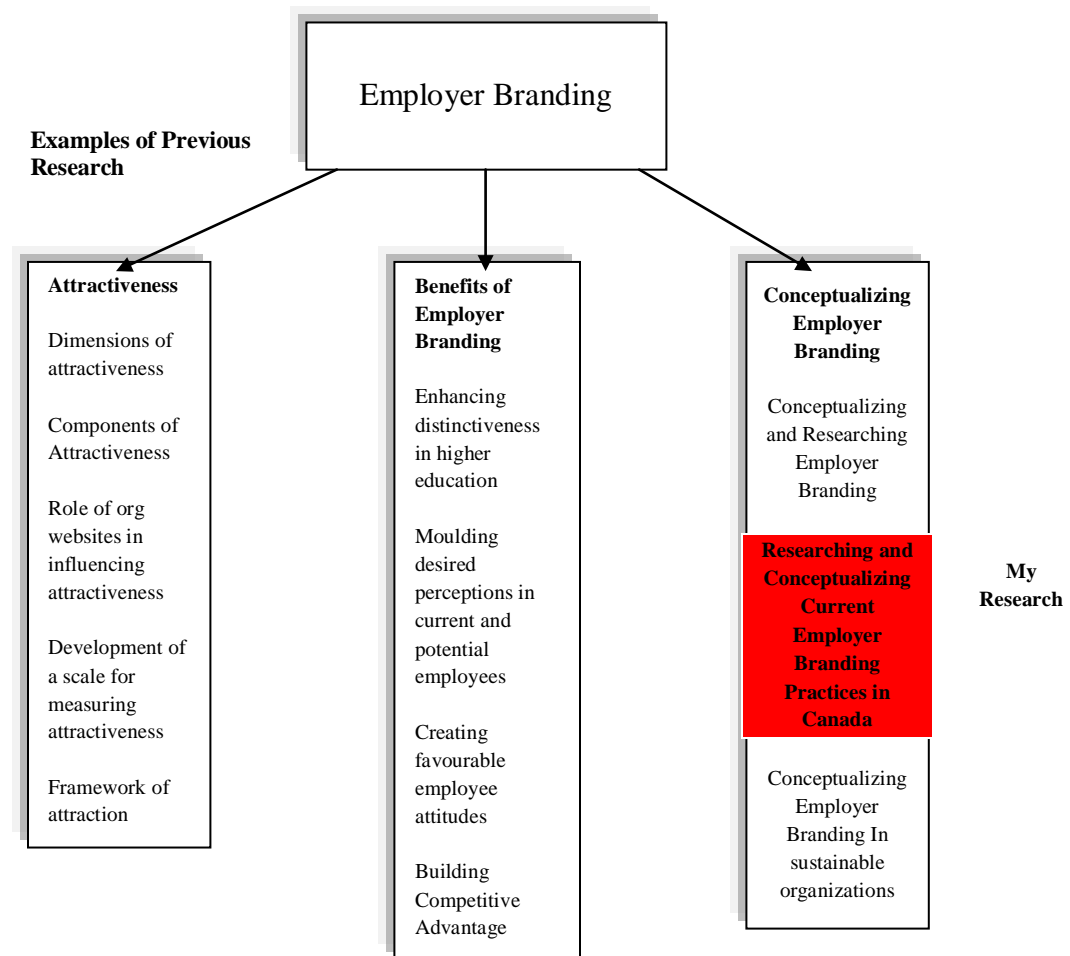 Employer Branding
Examples of Previous
Research
Attractiveness
Dimensions of
attractiveness
Components of
Attractiveness
Role of org
websites in
influencing
attractiveness
Development of
a scale for
measuring
attractiveness
Framework of
attraction
Benefits of
Employer
Branding
Enhancing
distinctiveness
in higher
education
Moulding
desired
perceptions in
current and
potential
employees
Creating
favourable
employee
attitudes
Building
Competitive
Advantage
Conceptualizing
Employer
Branding
Conceptualizing
and Researching
Employer
Branding
Researching and
Conceptualizing
Current
Employer
Branding
Practices in
Canada
Conceptualizing
Employer
Branding In
sustainable
organizations
My
Research